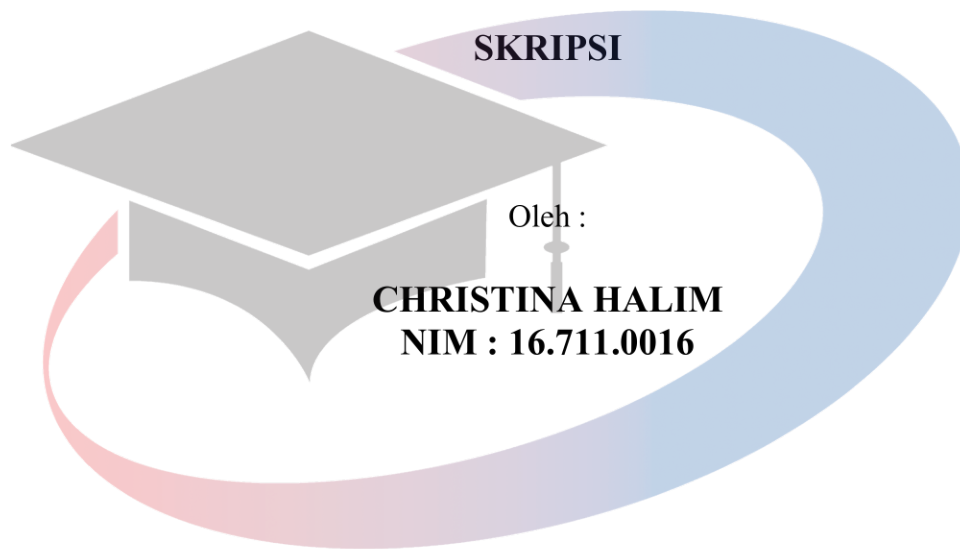 SKRIPSI
Oleh :
CHRISTINA HALIM
NIM : 16.711.0016